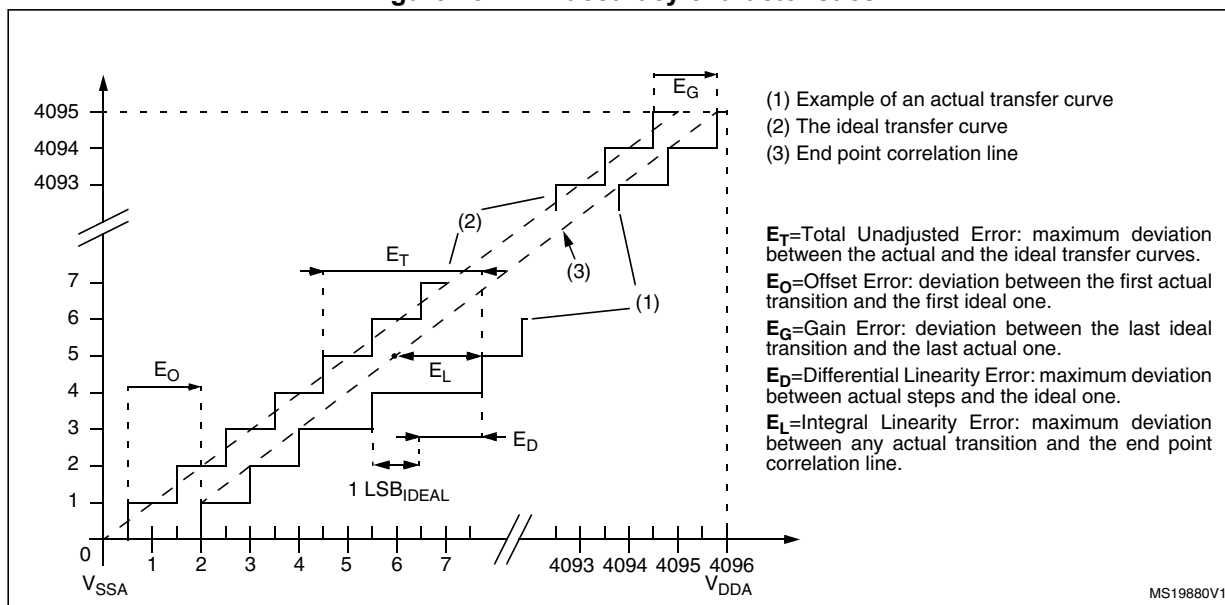 4095
4094
4093
7
6
5
4
3
2
1
0
E_O
E_T
E_L
E_D
1 LSB_IDEAL
E_G
(2)
(3)
(1)
1 2 3 4 5 6 7 4093 4094 4095 4096
V_SSA V_DDA
(1) Example of an actual transfer curve
(2) The ideal transfer curve
(3) End point correlation line
E_T=Total Unadjusted Error: maximum deviation
between the actual and the ideal transfer curves.
E_O=Offset Error: deviation between the first actual
transition and the first ideal one.
E_G=Gain Error: deviation between the last ideal
transition and the last actual one.
E_D=Differential Linearity Error: maximum deviation
between actual steps and the ideal one.
E_L=Integral Linearity Error: maximum deviation
between any actual transition and the end point
correlation line.
MS19880V1